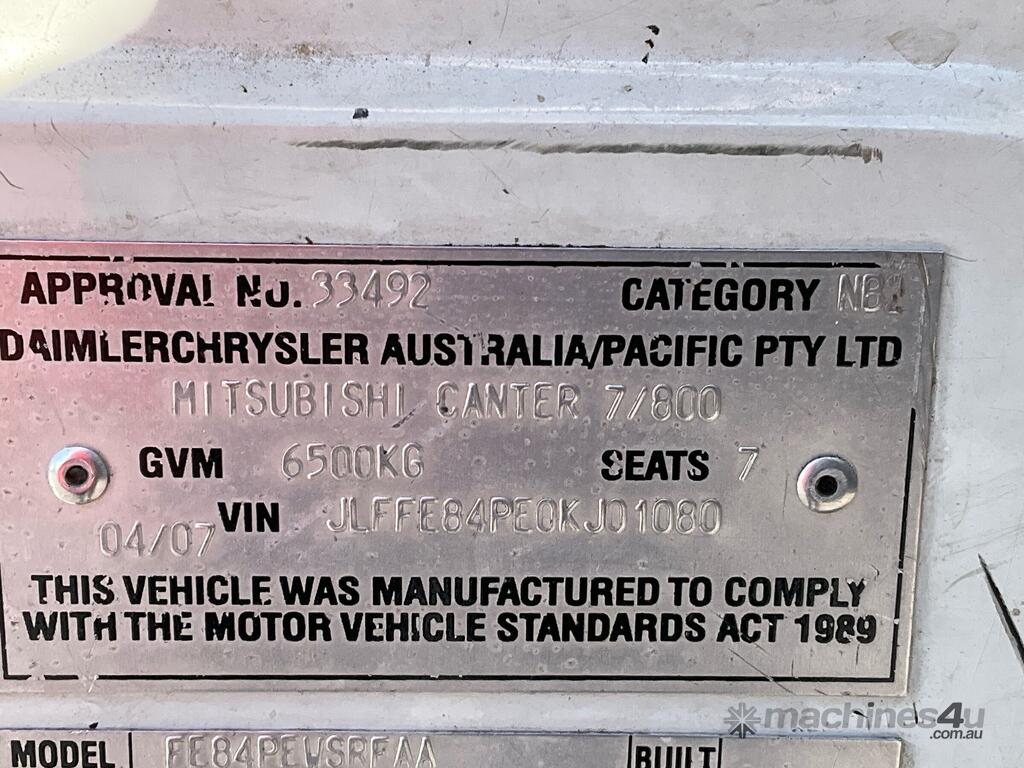 APPROVAL NO. 33492 CATEGORY NB1
DAIMLERCHRYSLER AUSTRALIA/PACIFIC PTY LTD
MITSUBISHI CANTER 7/800
GVM 6500KG SEATS 7
04/07 VIN JLFFE84PE0KJ01080
THIS VEHICLE WAS MANUFACTURED TO COMPLY
WITH THE MOTOR VEHICLE STANDARDS ACT 1989
machines4u
.com.au
MODEL FE84PEWSRFAA BUILT